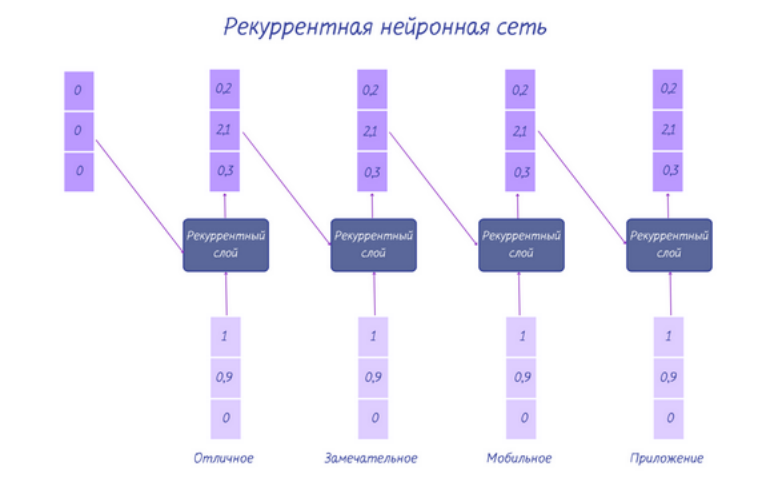 Рекуррентная нейронная сеть
0 0,2 0,2 0,2 0,2
0 2,1 2,1 2,1 2,1
0 0,3 0,3 0,3 0,3
Рекуррентный Рекуррентный Рекуррентный Рекуррентный
слой слой слой слой
1 1 1 1
0,9 0,9 0,9 0,9
0 0 0 0
Отличное Замечательное Мобильное Приложение